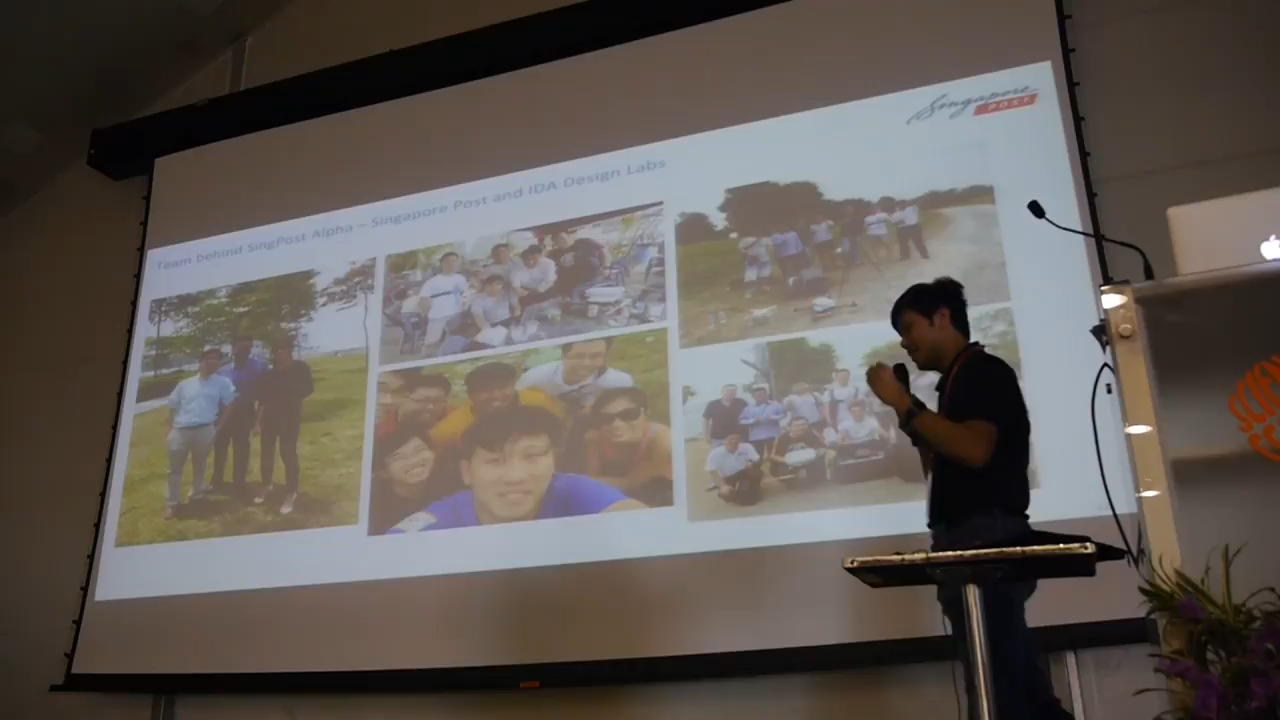 Singapore
POST
Team behind SingPost Alpha – Singapore Post and IDA Design Labs